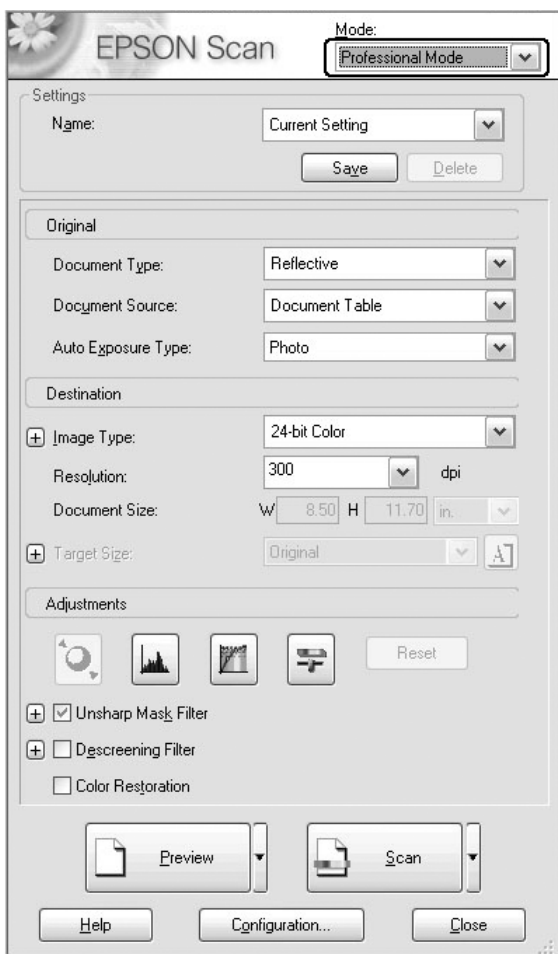 Mode:
EPSON Scan
Professional Mode
Settings
Name: Current Setting
Save Delete
Original
Document Type: Reflective
Document Source: Document Table
Auto Exposure Type: Photo
Destination
Image Type: 24-bit Color
Resolution: 300 dpi
Document Size: W 8.50 H 11.70 in.
Target Size: Original A
Adjustments
Reset
Unsharp Mask Filter
Descreening Filter
Color Restoration
Preview Scan
Help Configuration... Close